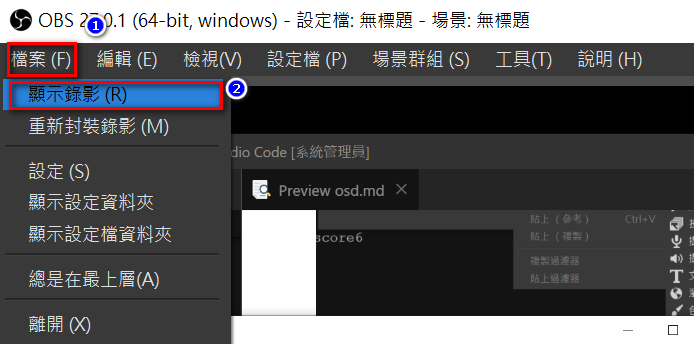 OBS 27.0.1 (64-bit, windows) - 設定檔: 無標題 - 場景: 無標題
1
檔案 (F) 編輯 (E) 檢視(V) 設定檔 (P) 場景群組 (S) 工具(T) 說明 (H)
顯示錄影 (R)
2
重新封裝錄影 (M)
設定 (S)
顯示設定資料夾
顯示設定檔資料夾
總是在最上層(A)
離開 (X)
dio Code [系統管理員]
Preview osd.md
score6
貼上 (參考) Ctrl+V
貼上 (複製)
複製過濾器
貼上過濾器